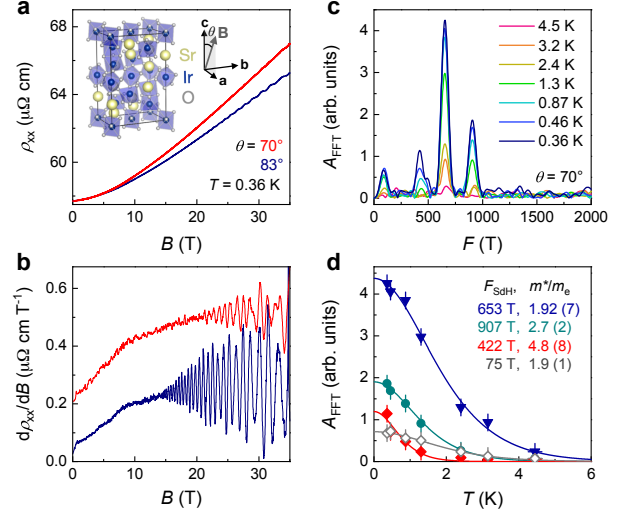 a
68
64
60
ρxx (μΩ cm)
c
θ
B
b
a
Sr
Ir
O
θ = 70°
83°
T = 0.36 K
0
10
20
30
B (T)
b
0.6
0.4
0.2
0.0
dρxx/dB (μΩ cm T⁻¹)
0
10
20
30
B (T)
c
4
3
2
1
0
AFFT (arb. units)
4.5 K
3.2 K
2.4 K
1.3 K
0.87 K
0.46 K
0.36 K
θ = 70°
0
500
1000
1500
2000
F (T)
d
4
3
2
1
0
AFFT (arb. units)
FSdH, m*/me
653 T, 1.92 (7)
907 T, 2.7 (2)
422 T, 4.8 (8)
75 T, 1.9 (1)
0
2
4
6
T (K)